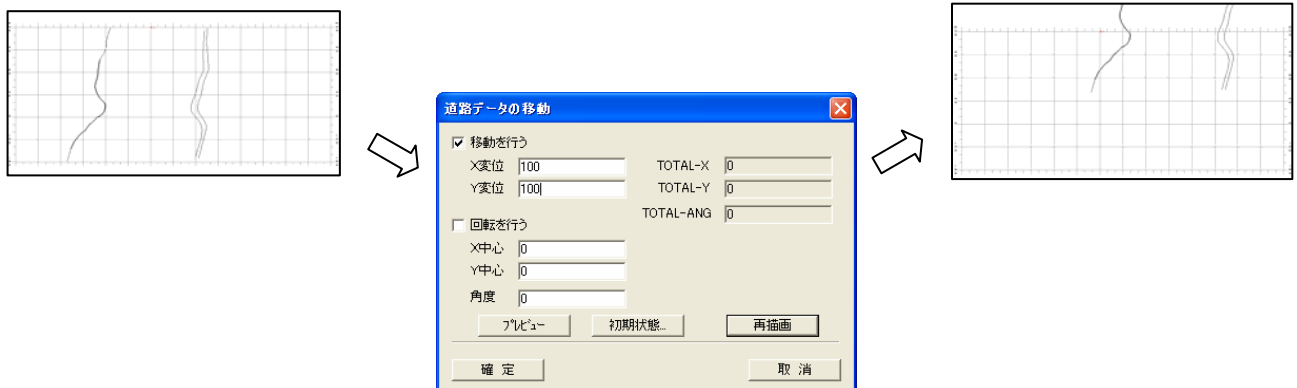 道路データの移動
移動を行う
X変位 100 TOTAL-X 0
Y変位 100 TOTAL-Y 0
TOTAL-ANG 0
回転を行う
X中心 0
Y中心 0
角度 0
プレビュー 初期状態... 再描画
確 定 取 消